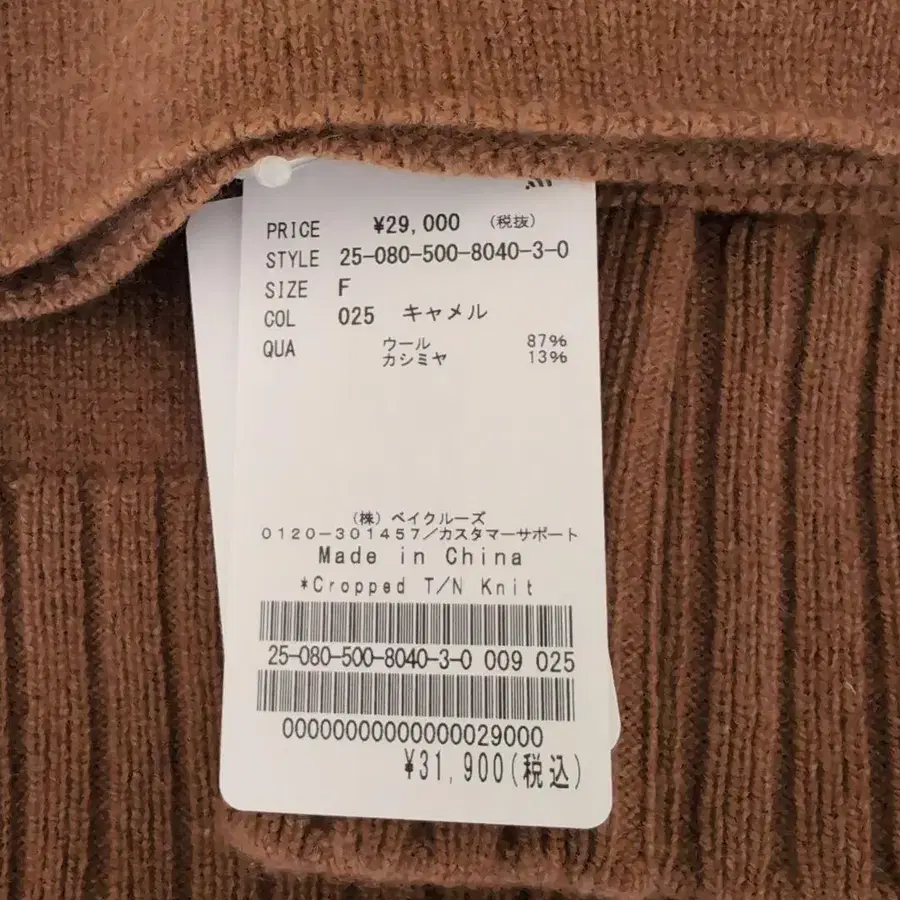 PRICE ¥29,000 (税抜)
STYLE 25-080-500-8040-3-0
SIZE F
COL 025 キャメル
QUA ウール 87%
カシミヤ 13%
(株) ベイクルーズ
0120-301457/カスタマーサポート
Made in China
*Cropped T/N Knit
25-080-500-8040-3-0 009 025
0000000000000000029000
¥31,900(税込)